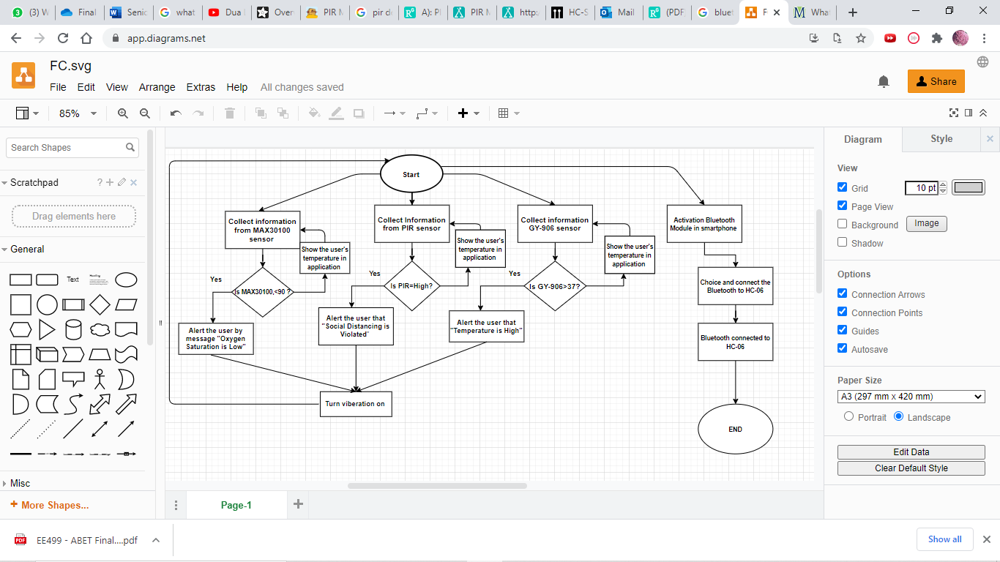 (3) W
Final
Senic
what
Dua L
Over
PIR M
pir de
A): PI
PIR M
http:/
HC-S
Mail
(PDF
bluet
F
Wha
app.diagrams.net
FC.svg
File Edit View Arrange Extras Help All changes saved
Share
85%
Search Shapes
Scratchpad
Drag elements here
General
Text
Heading
Misc
+ More Shapes...
Start
Collect information
from MAX30100
sensor
Show the user's
temperature in
application
Is MAX30100,<90 ?
Yes
Alert the user by
message "Oxygen
Saturation is Low"
Collect Information
from PIR sensor
Show the user's
temperature in
application
Is PIR=High?
Yes
Alert the user that
"Social Distancing is
Violated"
Collect information
GY-906 sensor
Show the user's
temperature in
application
Is GY-906>37?
Yes
Alert the user that
"Temperature is High"
Turn viberation on
Activation Bluetooth
Module in smartphone
Choice and connect the
Bluetooth to HC-06
Bluetooth connected to
HC-06
END
Diagram
Style
View
Grid
10 pt
Page View
Background
Image
Shadow
Options
Connection Arrows
Connection Points
Guides
Autosave
Paper Size
A3 (297 mm x 420 mm)
Portrait
Landscape
Edit Data
Clear Default Style
Page-1
PDF
EE499 - ABET Final....pdf
Show all